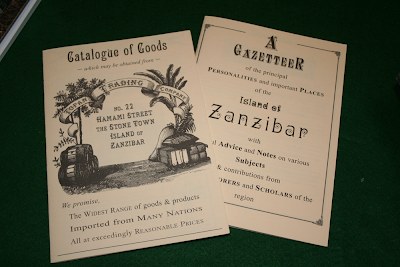 Catalogue of Goods
— which may be obtained from —
TRADING COMPANY
NO. 22
HAMAMI STREET
THE STONE TOWN
ISLAND OF
ZANZIBAR
We promise,
The WIDEST RANGE of goods & products
Imported from MANY NATIONS
All at exceedingly REASONABLE PRICES
A
GAZETTEER
of the principal
PERSONALITIES and important PLACES
of the
Island of
Zanzibar
with
Advice and Notes on various
Subjects
& contributions from
and SCHOLARS of the
region